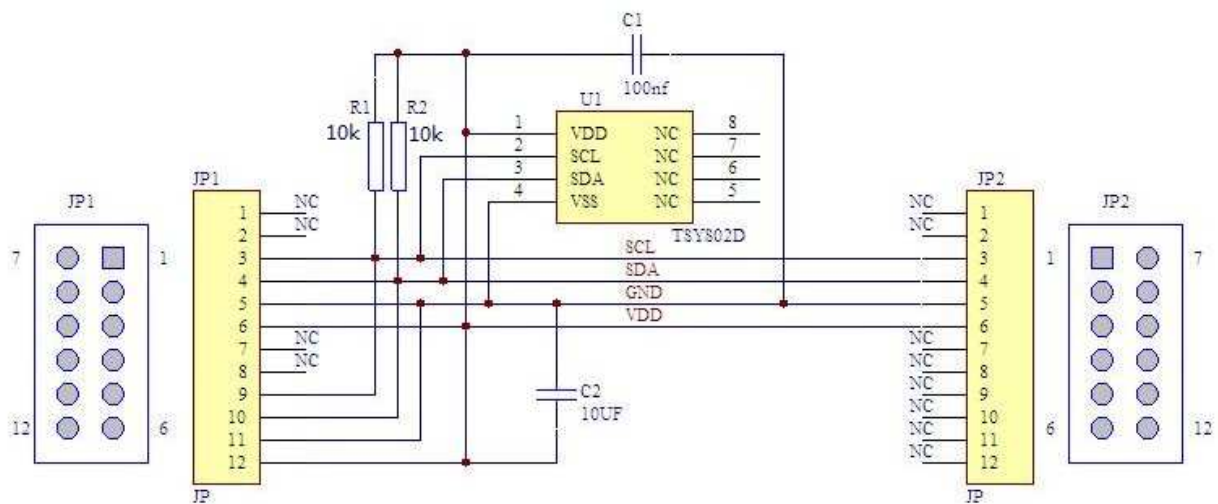 C1
100nf
U1
R1 R2
10k 10k
1 VDD NC 8
2 SCL NC 7
3 SDA NC 6
4 VSS NC 5
TSY802D
JP1
7 1
12 6
JP1
NC 1
NC 2
3
4
5
6
NC 7
NC 8
9
10
11
12
JP
SCL
SDA
GND
VDD
C2
10UF
JP2
NC 1
NC 2
3
4
5
6
NC 7
NC 8
NC 9
NC 10
NC 11
NC 12
JP
JP2
1 7
6 12